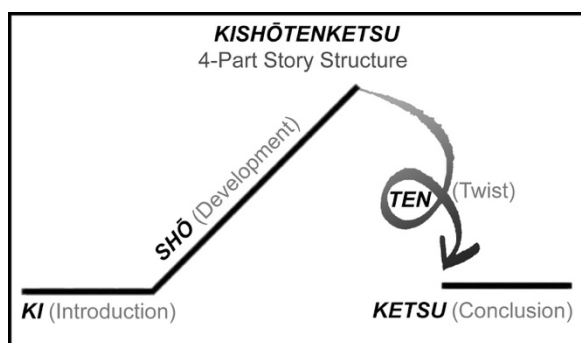 KISHŌTENKETSU
4-Part Story Structure
SHŌ (Development)
TEN (Twist)
KI (Introduction)
KETSU (Conclusion)